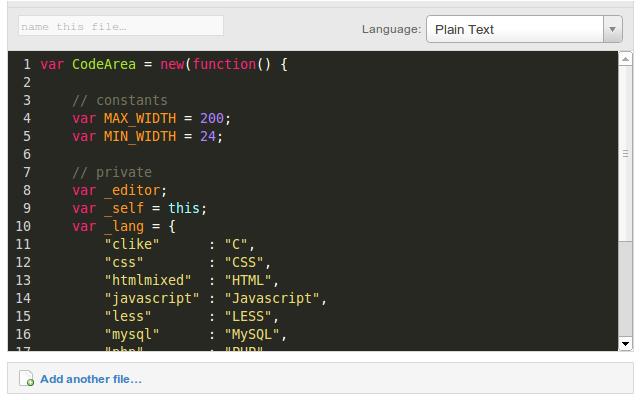 name this file...
Language: Plain Text
1 var CodeArea = new(function() {
2
3     // constants
4     var MAX_WIDTH = 200;
5     var MIN_WIDTH = 24;
6
7     // private
8     var _editor;
9     var _self = this;
10     var _lang = {
11         "clike"      : "C",
12         "css"        : "CSS",
13         "htmlmixed"  : "HTML",
14         "javascript" : "Javascript",
15         "less"       : "LESS",
16         "mysql"      : "MySQL",
17         "php"        : "PHP"
Add another file...